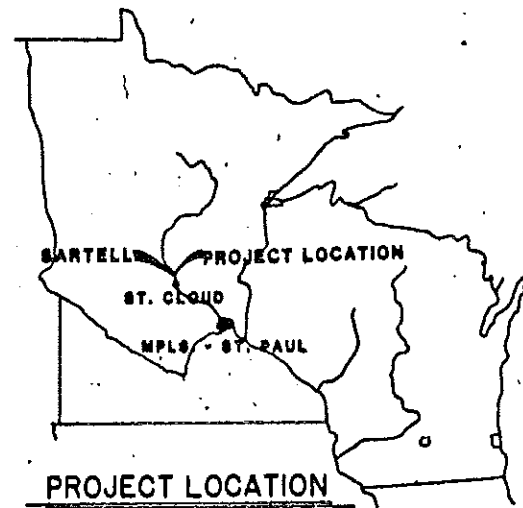 SARTELL PROJECT LOCATION
ST. CLOUD
MPLS. - ST. PAUL
PROJECT LOCATION